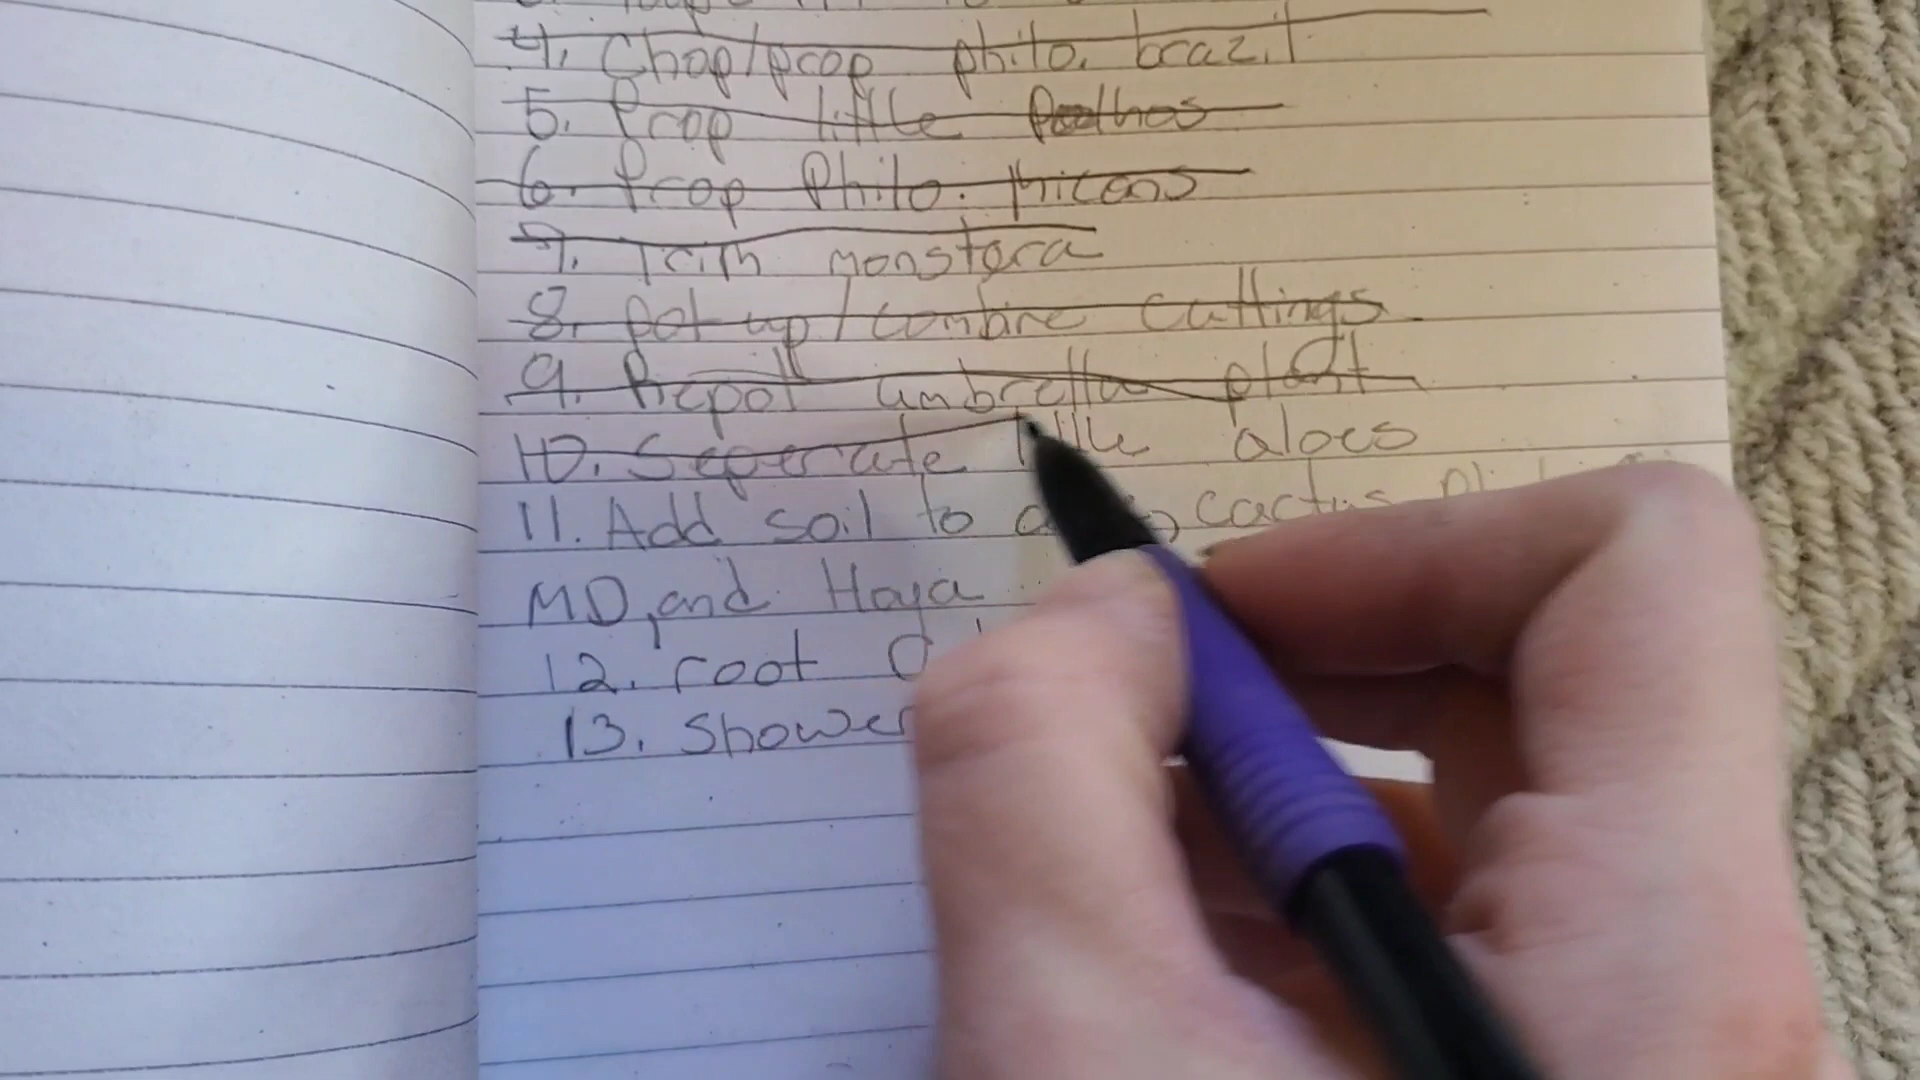 4. Chop/prop philo. brazil
5. Prop little Pothos
6. Prop Philo. Micans
7. Trim monstera
8. pot up/combine cuttings
9. Repott umbrella plant
10. Seperate little aloes
11. Add soil to cactus
MD, and Hoya
12. root
13. Shower